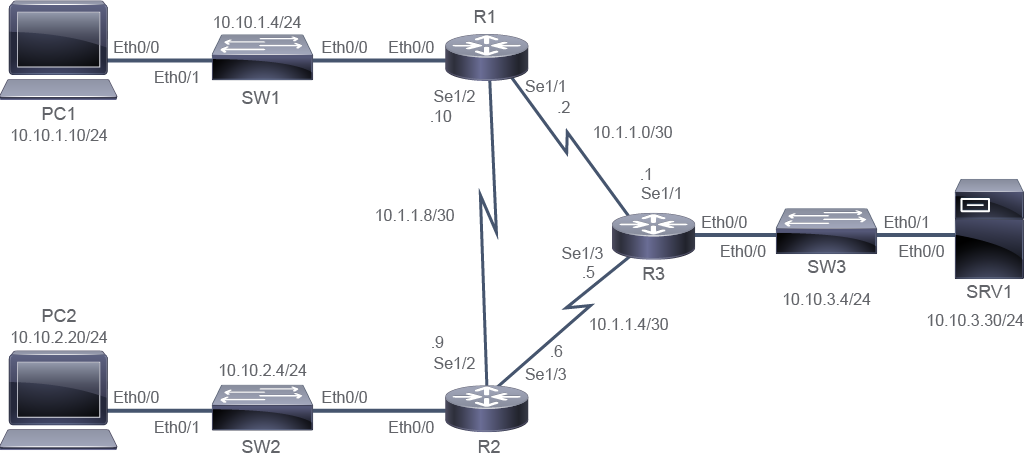 R1
10.10.1.4/24
Eth0/0
Eth0/0
Eth0/0
Eth0/1
SW1
PC1
10.10.1.10/24
Se1/2
.10
Se1/1
.2
10.1.1.0/30
.1
Se1/1
10.1.1.8/30
Eth0/0
Eth0/0
Eth0/1
Eth0/0
Se1/3
.5
R3
SW3
10.10.3.4/24
SRV1
10.10.3.30/24
PC2
10.10.2.20/24
10.1.1.4/30
.9
Se1/2
.6
Se1/3
10.10.2.4/24
Eth0/0
Eth0/0
Eth0/1
Eth0/0
SW2
R2